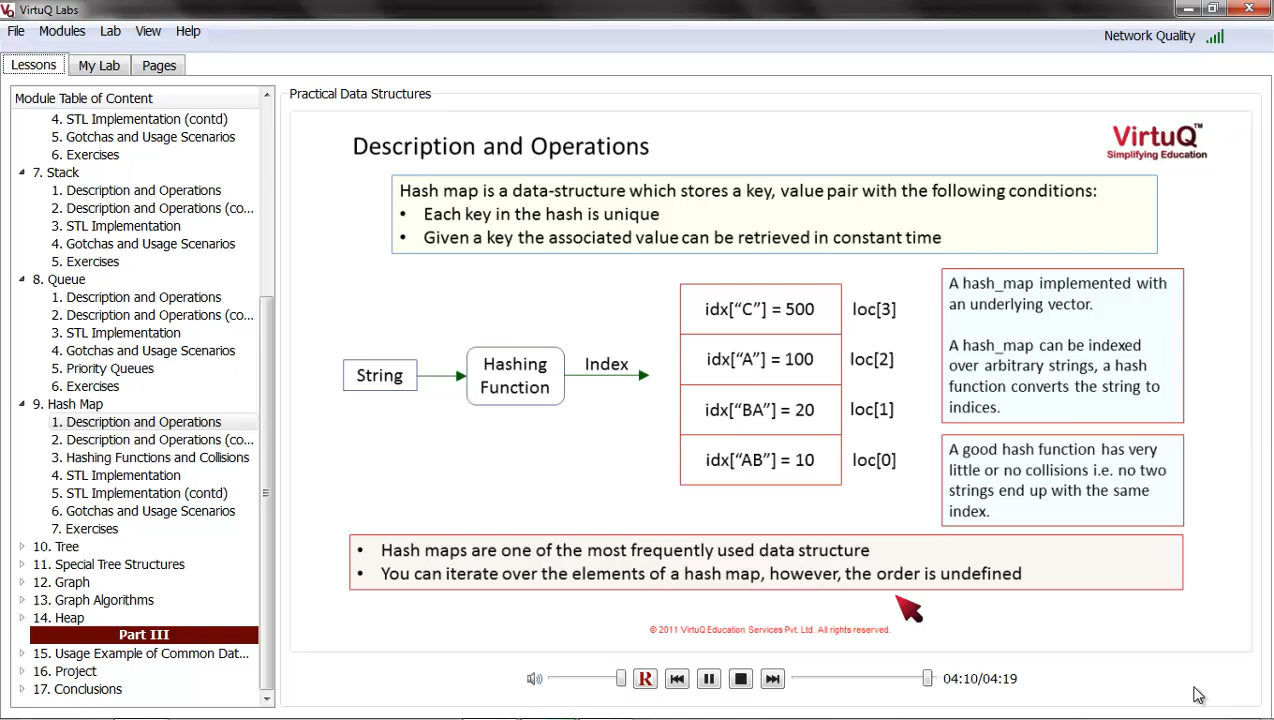 VirtuQ Labs
File Modules Lab View Help
Network Quality
Lessons My Lab Pages
Module Table of Content
4. STL Implementation (contd)
5. Gotchas and Usage Scenarios
6. Exercises
7. Stack
1. Description and Operations
2. Description and Operations (co...
3. STL Implementation
4. Gotchas and Usage Scenarios
5. Exercises
8. Queue
1. Description and Operations
2. Description and Operations (co...
3. STL Implementation
4. Gotchas and Usage Scenarios
5. Priority Queues
6. Exercises
9. Hash Map
1. Description and Operations
2. Description and Operations (co...
3. Hashing Functions and Collisions
4. STL Implementation
5. STL Implementation (contd)
6. Gotchas and Usage Scenarios
7. Exercises
10. Tree
11. Special Tree Structures
12. Graph
13. Graph Algorithms
14. Heap
Part III
15. Usage Example of Common Dat...
16. Project
17. Conclusions
Practical Data Structures
Description and Operations
VirtuQ™
Simplifying Education
Hash map is a data-structure which stores a key, value pair with the following conditions:
• Each key in the hash is unique
• Given a key the associated value can be retrieved in constant time
String
Hashing
Function
Index
idx["C"] = 500 loc[3]
idx["A"] = 100 loc[2]
idx["BA"] = 20 loc[1]
idx["AB"] = 10 loc[0]
A hash_map implemented with
an underlying vector.
A hash_map can be indexed
over arbitrary strings, a hash
function converts the string to
indices.
A good hash function has very
little or no collisions i.e. no two
strings end up with the same
index.
• Hash maps are one of the most frequently used data structure
• You can iterate over the elements of a hash map, however, the order is undefined
© 2011 VirtuQ Education Services Pvt. Ltd. All rights reserved.
R
04:10/04:19